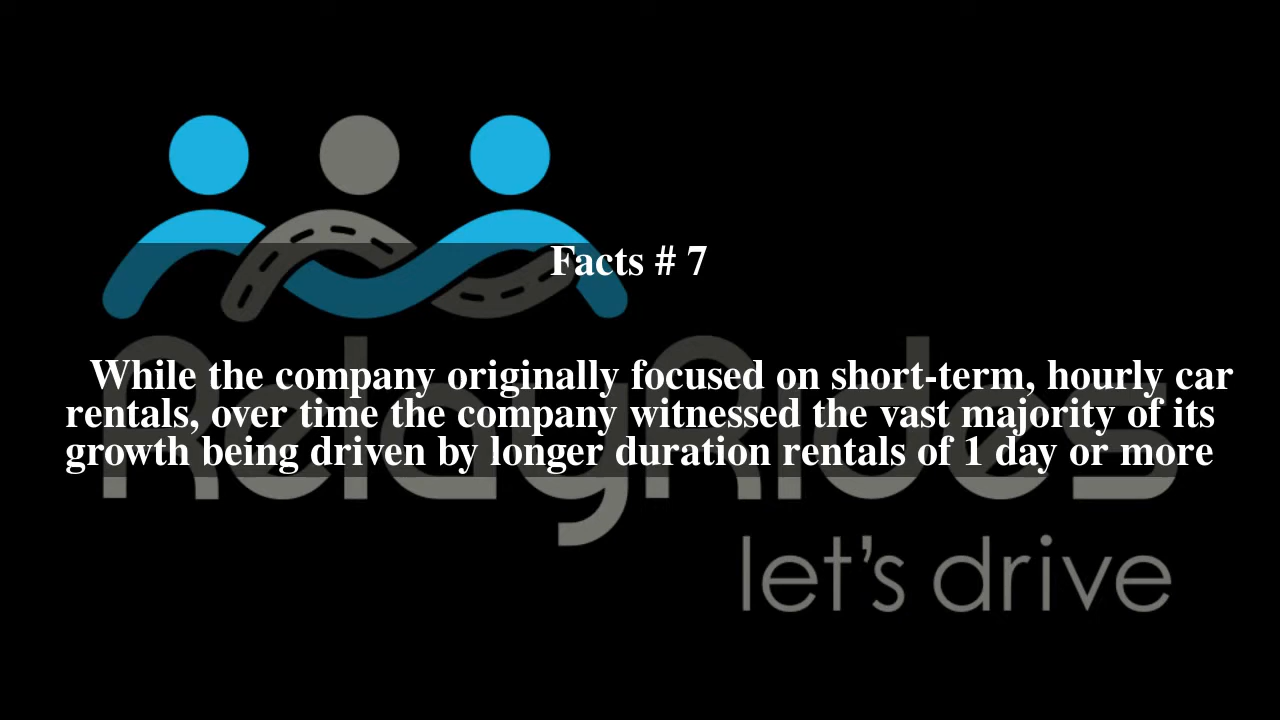 Facts # 7
While the company originally focused on short-term, hourly car
rentals, over time the company witnessed the vast majority of its
growth being driven by longer duration rentals of 1 day or more
RelayRides
let's drive